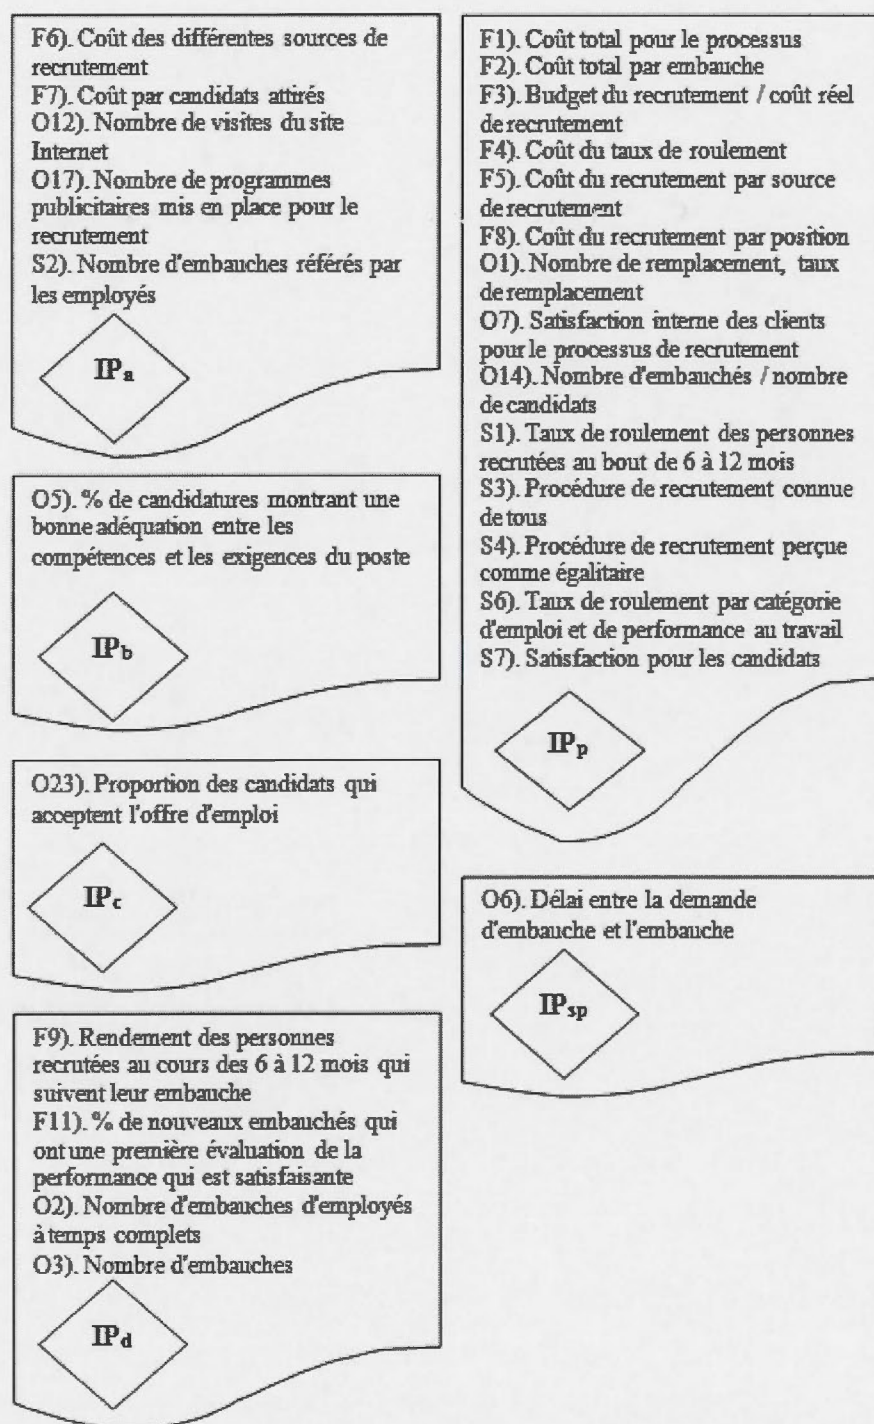 F6). Coût des différentes sources de
recrutement
F7). Coût par candidats attirés
O12). Nombre de visites du site
Internet
O17). Nombre de programmes
publicitaires mis en place pour le
recrutement
S2). Nombre d'embauches référés par
les employés
IPa
O5). % de candidatures montrant une
bonne adéquation entre les
compétences et les exigences du poste
IPb
O23). Proportion des candidats qui
acceptent l'offre d'emploi
IPc
F9). Rendement des personnes
recrutées au cours des 6 à 12 mois qui
suivent leur embauche
F11). % de nouveaux embauchés qui
ont une première évaluation de la
performance qui est satisfaisante
O2). Nombre d'embauches d'employés
à temps complets
O3). Nombre d'embauches
IPd
F1). Coût total pour le processus
F2). Coût total par embauche
F3). Budget du recrutement / coût réel
de recrutement
F4). Coût du taux de roulement
F5). Coût du recrutement par source
de recrutement
F8). Coût du recrutement par position
O1). Nombre de remplacement, taux
de remplacement
O7). Satisfaction interne des clients
pour le processus de recrutement
O14). Nombre d'embauchés / nombre
de candidats
S1). Taux de roulement des personnes
recrutées au bout de 6 à 12 mois
S3). Procédure de recrutement connue
de tous
S4). Procédure de recrutement perçue
comme égalitaire
S6). Taux de roulement par catégorie
d'emploi et de performance au travail
S7). Satisfaction pour les candidats
IPp
O6). Délai entre la demande
d'embauche et l'embauche
IPsp